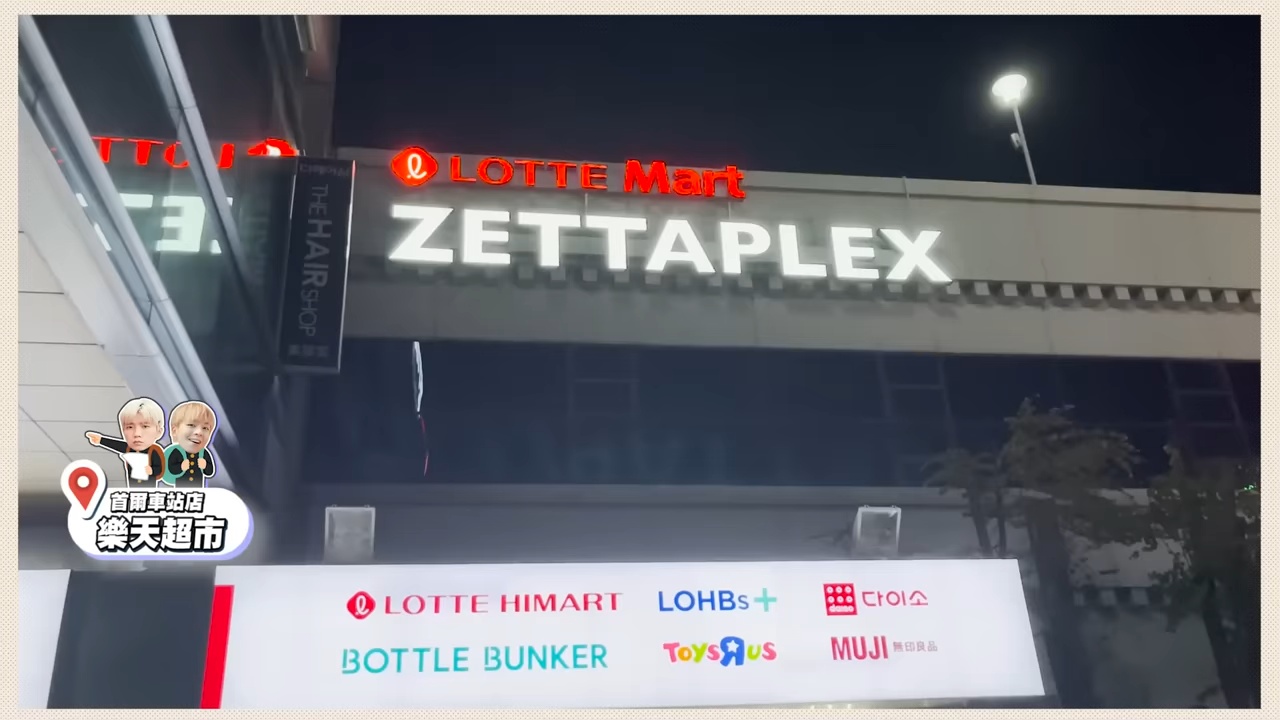 LOTTE Mart
ZETTAPLEX
THE HAIR SHOP
首爾車站店
樂天超市
LOTTE HIMART
LOHBs+
daiso 다이소
BOTTLE BUNKER
TOYSRUS
MUJI 無印良品